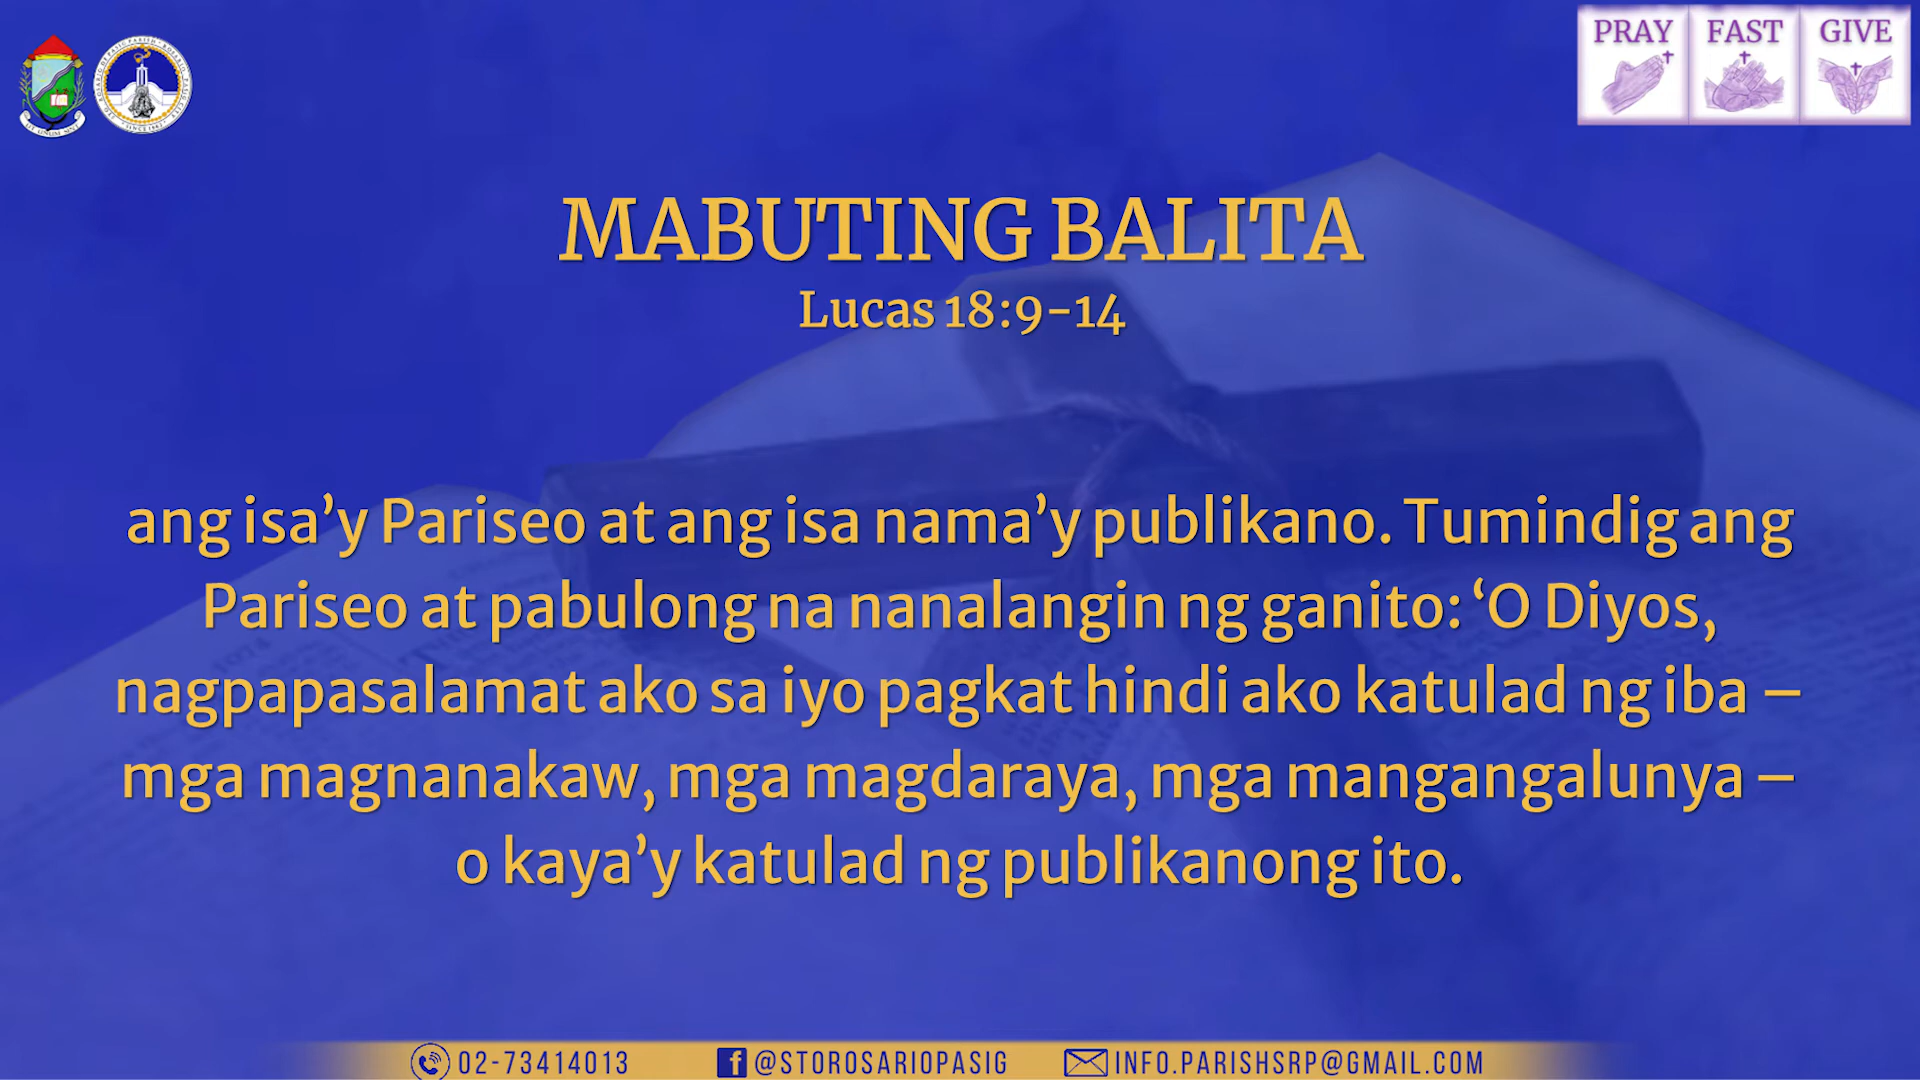 PRAY FAST GIVE
MABUTING BALITA
Lucas 18:9-14
ang isa’y Pariseo at ang isa nama’y publikano. Tumindig ang
Pariseo at pabulong na nanalangin ng ganito: ‘O Diyos,
nagpapasalamat ako sa iyo pagkat hindi ako katulad ng iba –
mga magnanakaw, mga magdaraya, mga mangangalunya –
o kaya’y katulad ng publikanong ito.
02-73414013 @STOROSARIOPASIG INFO.PARISHSRP@GMAIL.COM